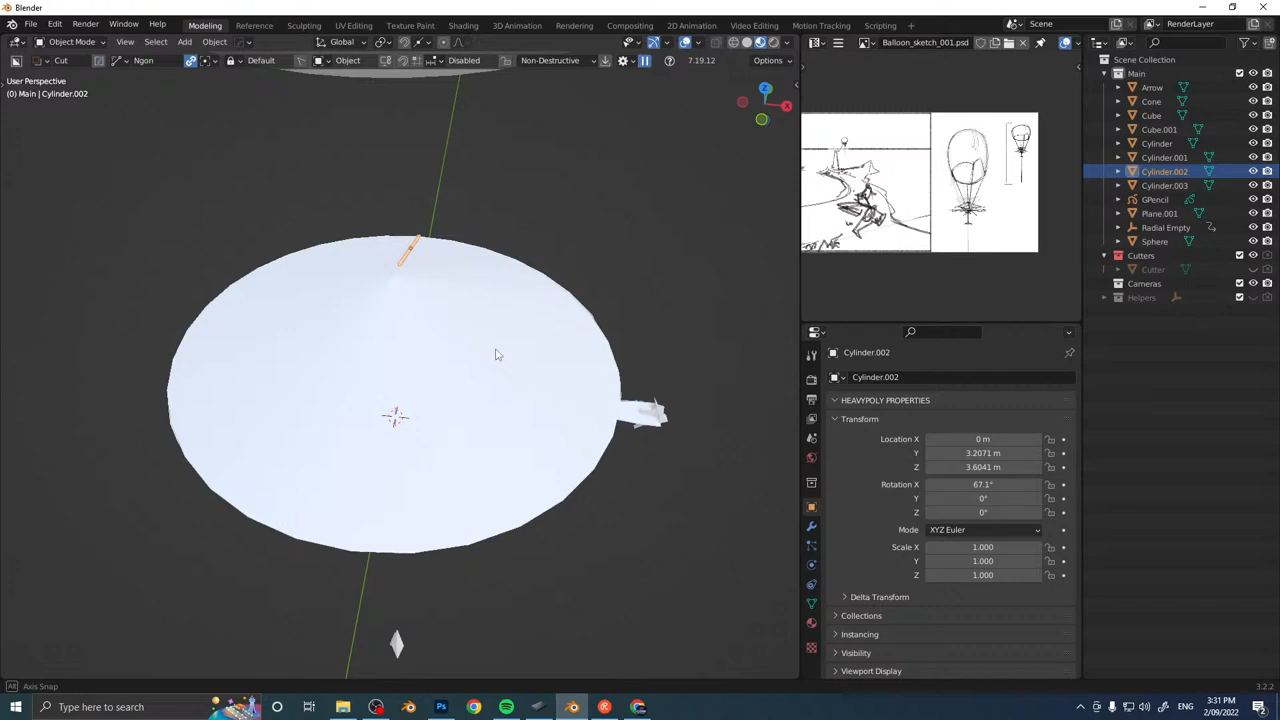 Blender
File Edit Render Window Help Modeling Reference Sculpting UV Editing Texture Paint Shading 3D Animation Rendering Compositing 2D Animation Video Editing Motion Tracking Scripting + Scene RenderLayer
Object Mode View Select Add Object Global Balloon_sketch_001.psd
Cut Ngon Default Object Disabled Non-Destructive 7.19.12 Options
User Perspective
(0) Main | Cylinder.002
Z
X
Scene Collection
Main
Arrow
Cone
Cube
Cube.001
Cylinder
Cylinder.001
Cylinder.002
Cylinder.003
GPencil
Plane.001
Radial Empty
Sphere
Cutters
Cutter
Cameras
Helpers
Cylinder.002
Cylinder.002
HEAVYPOLY PROPERTIES
Transform
Location X 0 m
Y 3.2071 m
Z 3.6041 m
Rotation X 67.1°
Y 0°
Z 0°
Mode XYZ Euler
Scale X 1.000
Y 1.000
Z 1.000
Delta Transform
Collections
Instancing
Visibility
Viewport Display
Alt Axis Snap 3.2.2
Type here to search
3:31 PM
2/09/2022